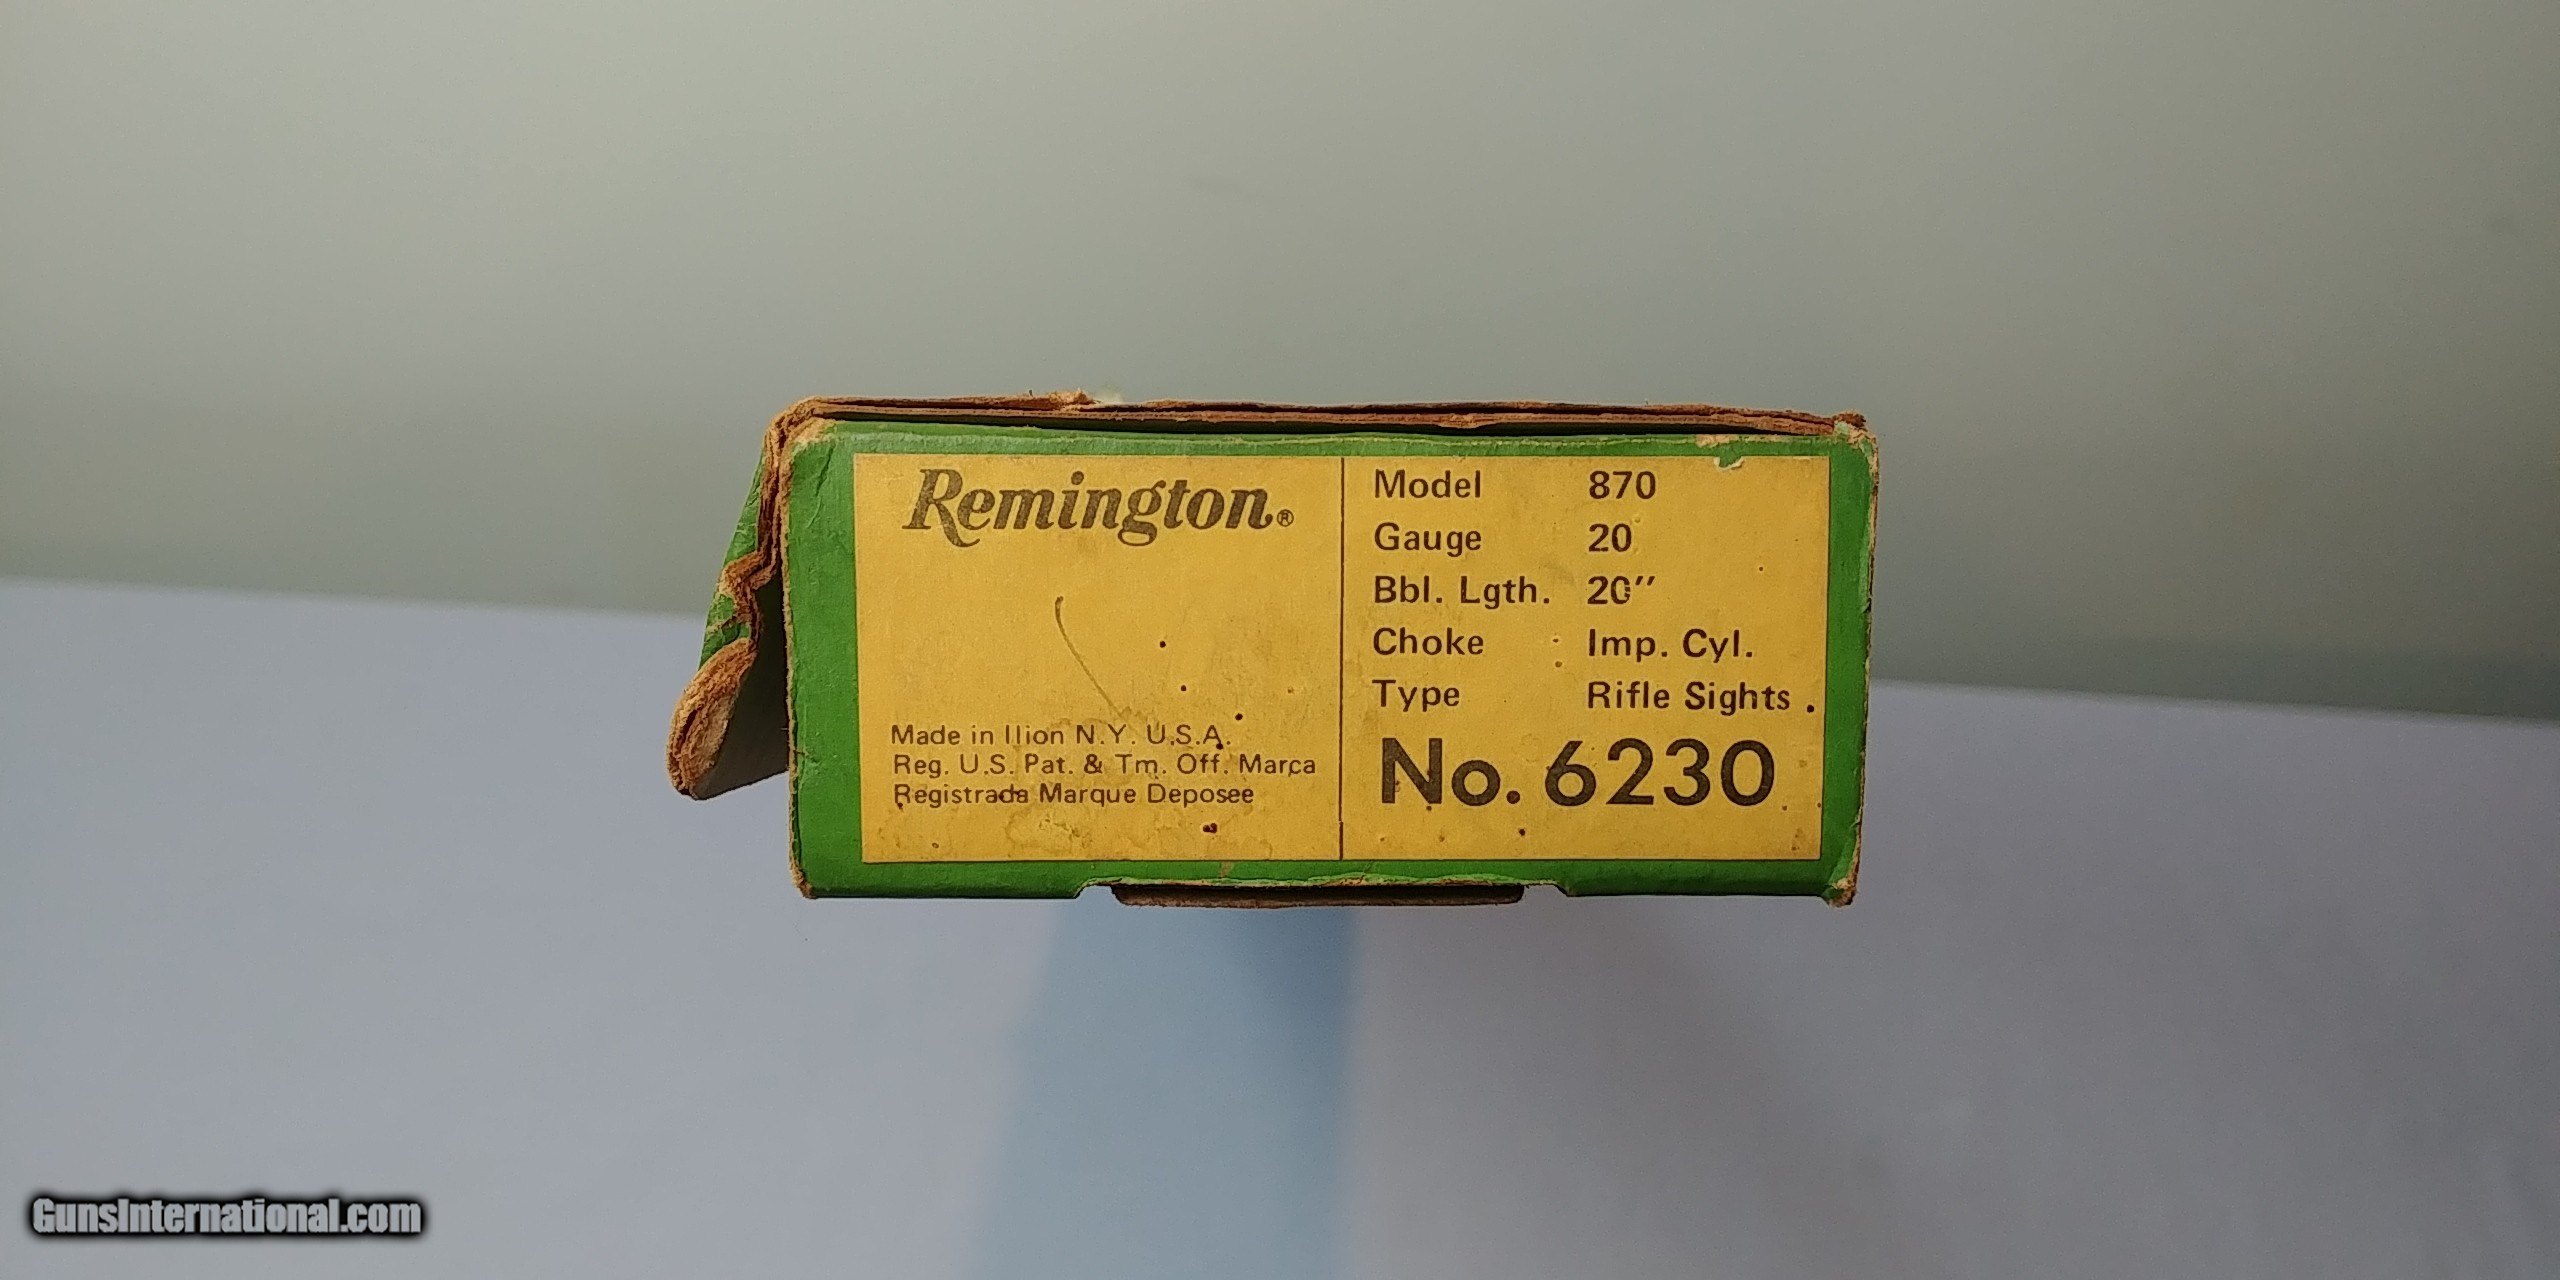 Remington®
Made in Ilion N.Y. U.S.A.
Reg. U.S. Pat. & Tm. Off. Marca
Registrada Marque Deposee
Model 870
Gauge 20
Bbl. Lgth. 20″
Choke Imp. Cyl.
Type Rifle Sights
No. 6230
GunsInternational.com